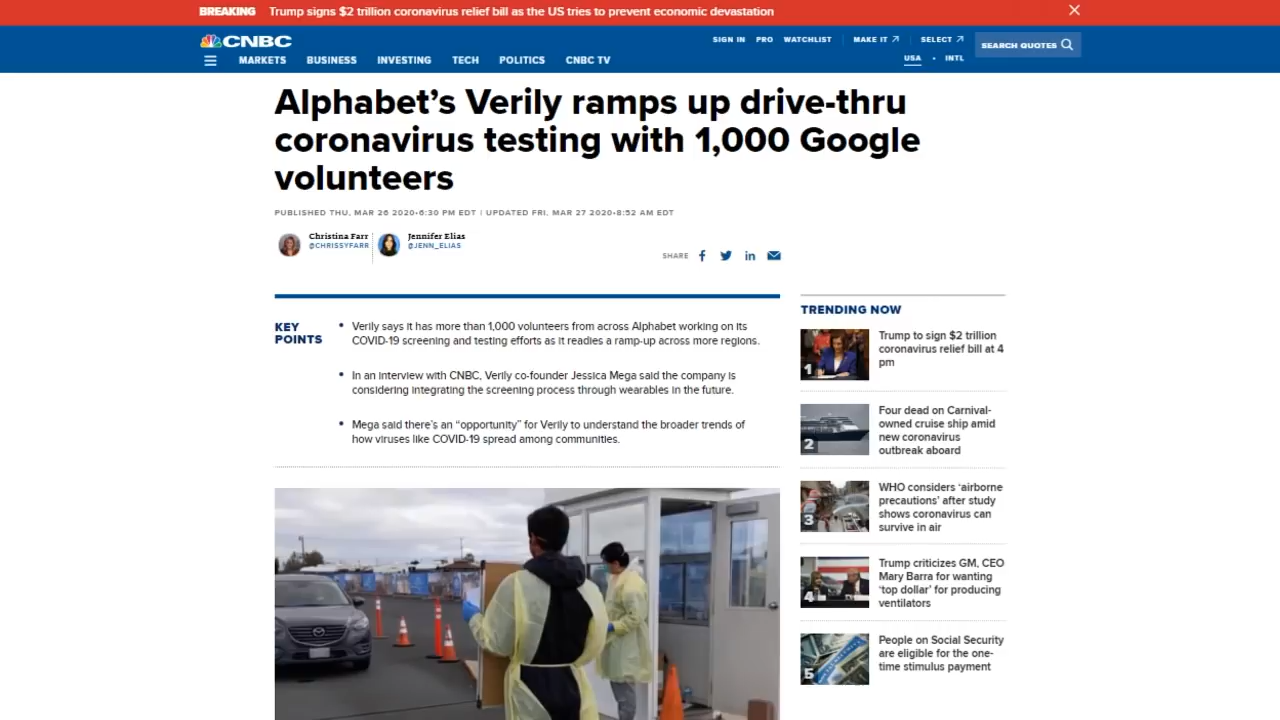 BREAKING Trump signs $2 trillion coronavirus relief bill as the US tries to prevent economic devastation
CNBC
SIGN IN PRO WATCHLIST MAKE IT SELECT
SEARCH QUOTES
USA • INTL
MARKETS BUSINESS INVESTING TECH POLITICS CNBC TV
Alphabet’s Verily ramps up drive-thru
coronavirus testing with 1,000 Google
volunteers
PUBLISHED THU, MAR 26 2020•6:30 PM EDT | UPDATED FRI, MAR 27 2020•8:52 AM EDT
Christina Farr
@CHRISSYFARR
Jennifer Elias
@JENN_ELIAS
SHARE
KEY
POINTS
• Verily says it has more than 1,000 volunteers from across Alphabet working on its
COVID-19 screening and testing efforts as it readies a ramp-up across more regions.
• In an interview with CNBC, Verily co-founder Jessica Mega said the company is
considering integrating the screening process through wearables in the future.
• Mega said there’s an “opportunity” for Verily to understand the broader trends of
how viruses like COVID-19 spread among communities.
TRENDING NOW
1
Trump to sign $2 trillion
coronavirus relief bill at 4
pm
2
Four dead on Carnival-
owned cruise ship amid
new coronavirus
outbreak aboard
3
WHO considers ‘airborne
precautions’ after study
shows coronavirus can
survive in air
4
Trump criticizes GM, CEO
Mary Barra for wanting
‘top dollar’ for producing
ventilators
5
People on Social Security
are eligible for the one-
time stimulus payment